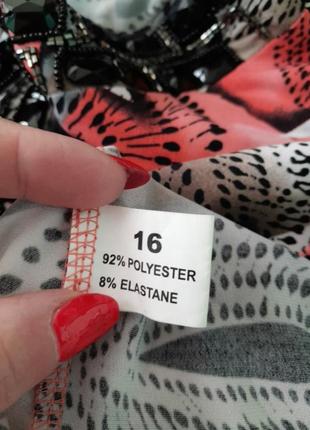 16
92% POLYESTER
8% ELASTANE